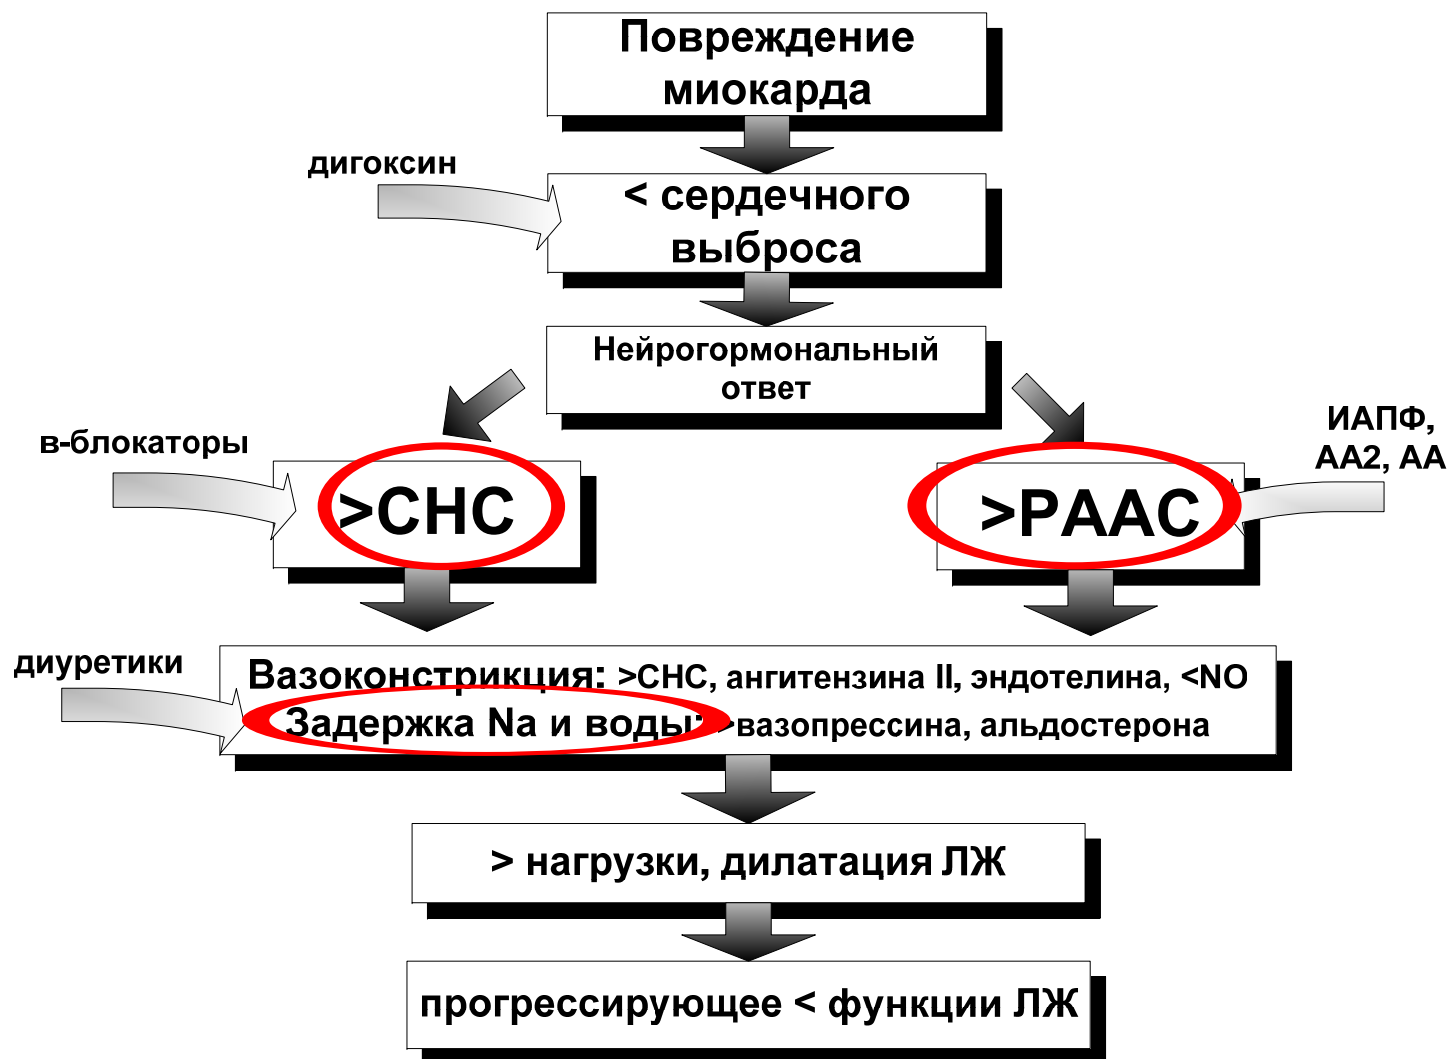 Повреждение
миокарда
дигоксин
< сердечного
выброса
Нейрогормональный
ответ
в-блокаторы
>СНС
ИАПФ,
АА2, АА
>РААС
диуретики
Вазоконстрикция: >СНС, ангитензина II, эндотелина, <NO
Задержка Na и воды: >вазопрессина, альдостерона
> нагрузки, дилатация ЛЖ
прогрессирующее < функции ЛЖ